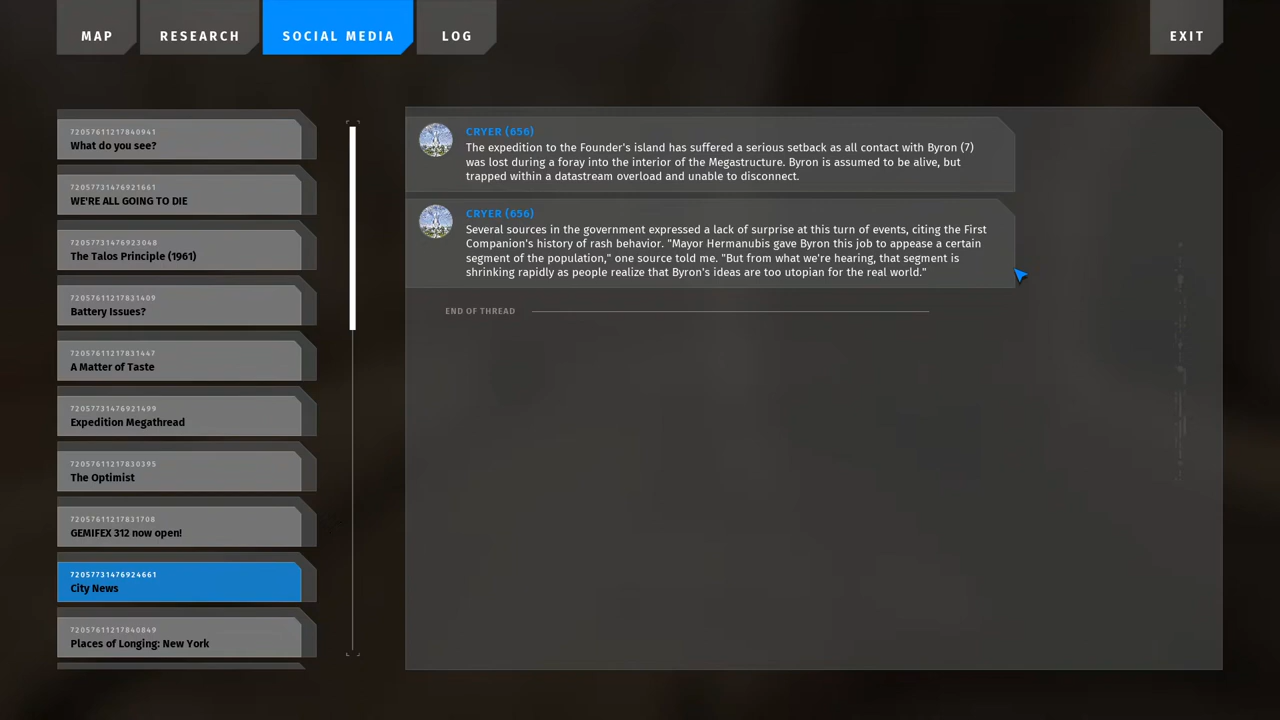 MAP
RESEARCH
SOCIAL MEDIA
LOG
EXIT
72057611217840941
What do you see?
72057731476921661
WE'RE ALL GOING TO DIE
72057731476923048
The Talos Principle (1961)
72057611217831409
Battery Issues?
72057611217831447
A Matter of Taste
72057731476921499
Expedition Megathread
72057611217830395
The Optimist
72057611217831708
GEMIFEX 312 now open!
72057731476924661
City News
72057611217840849
Places of Longing: New York
CRYER (656)
The expedition to the Founder's island has suffered a serious setback as all contact with Byron (7)
was lost during a foray into the interior of the Megastructure. Byron is assumed to be alive, but
trapped within a datastream overload and unable to disconnect.
CRYER (656)
Several sources in the government expressed a lack of surprise at this turn of events, citing the First
Companion's history of rash behavior. "Mayor Hermanubis gave Byron this job to appease a certain
segment of the population," one source told me. "But from what we're hearing, that segment is
shrinking rapidly as people realize that Byron's ideas are too utopian for the real world."
END OF THREAD